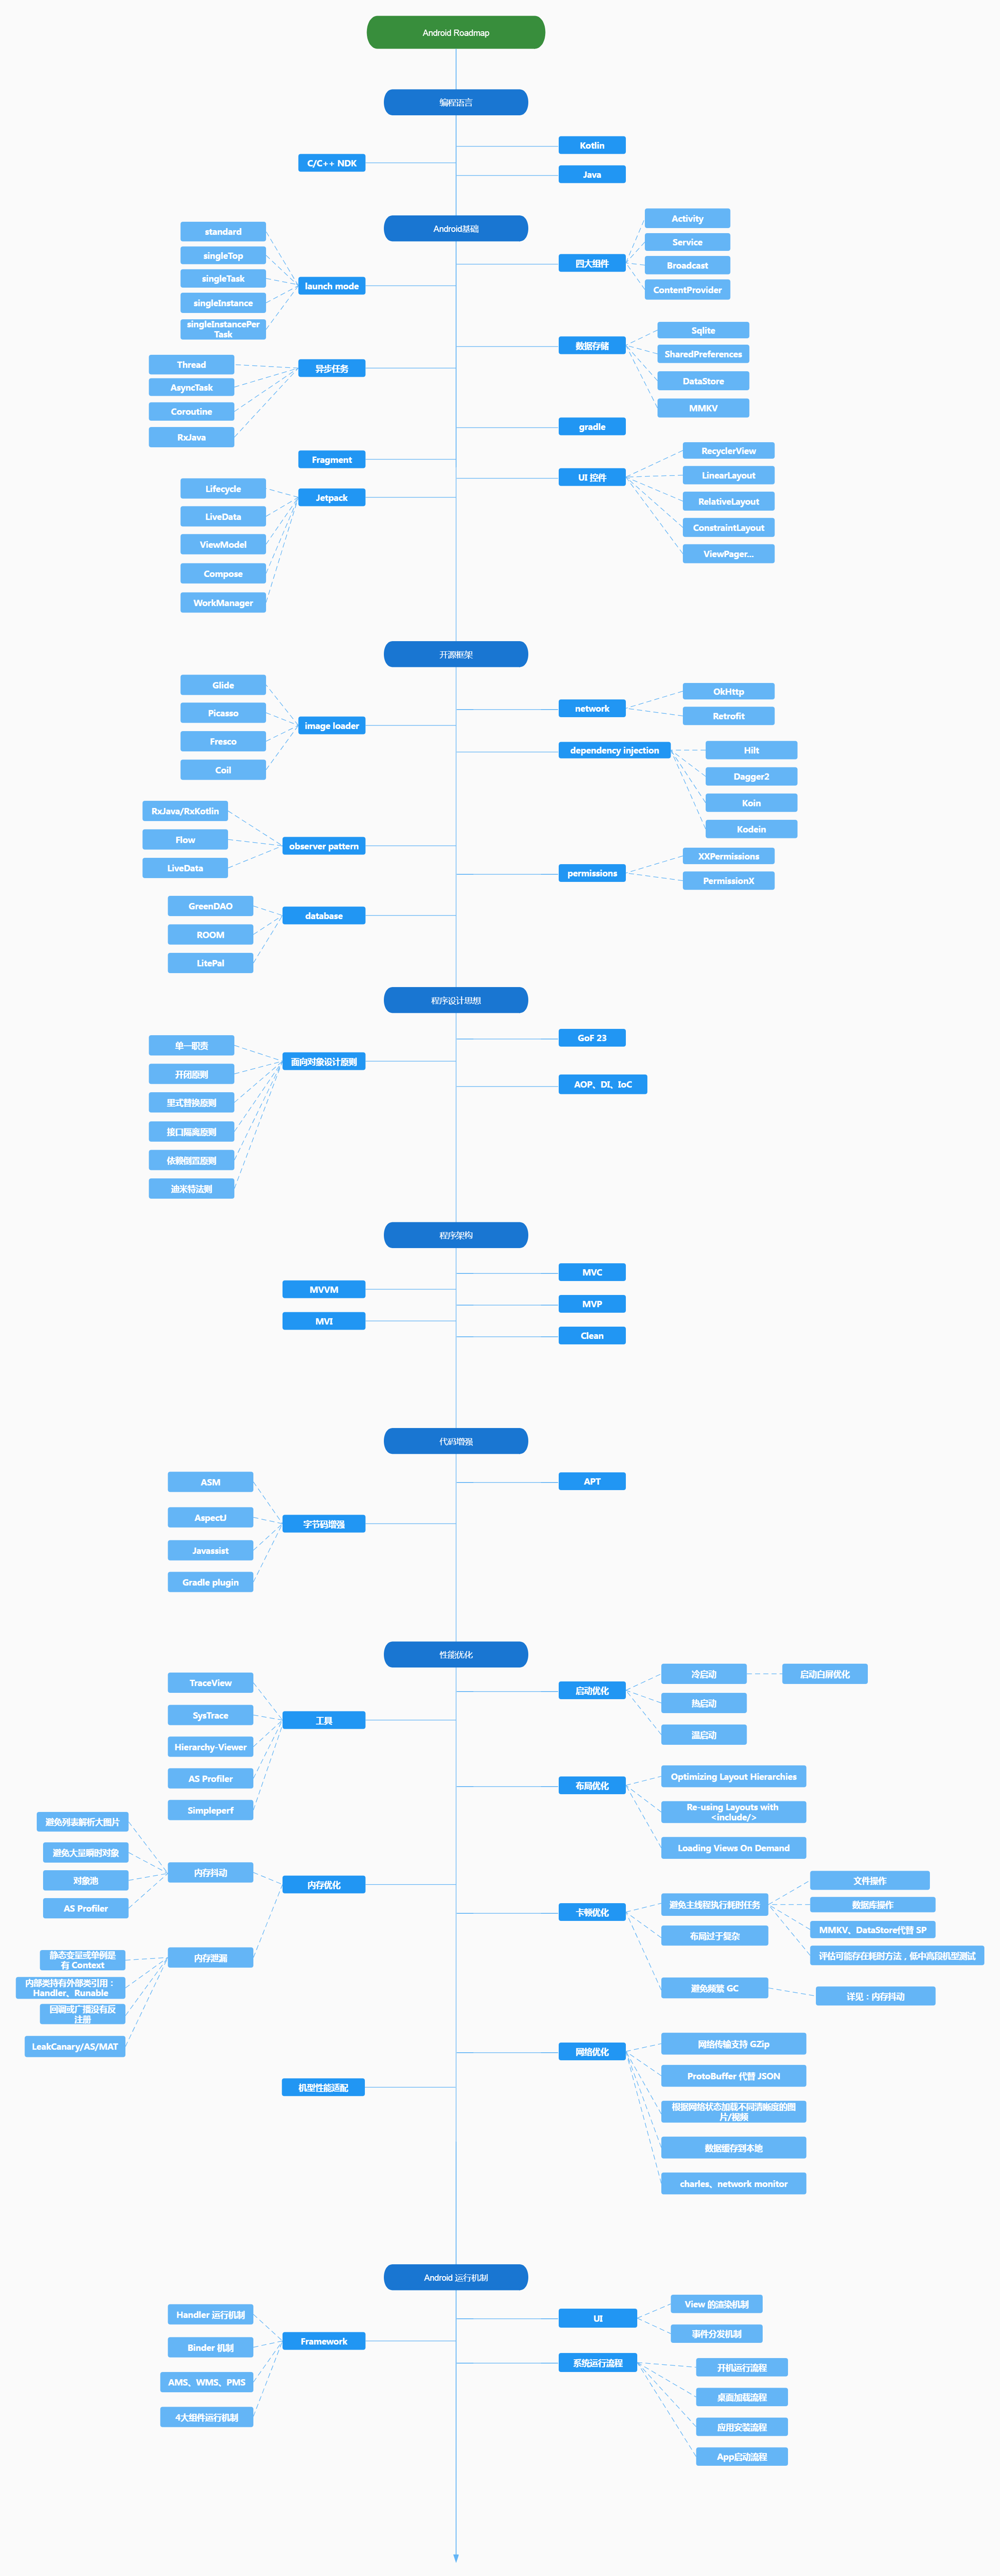 Android Roadmap
编程语言
Kotlin
C/C++ NDK
Java
Android基础
standard
singleTop
singleTask
singleInstance
singleInstancePer
Task
launch mode
四大组件
Activity
Service
Broadcast
ContentProvider
数据存储
Sqlite
SharedPreferences
DataStore
MMKV
Thread
AsyncTask
Coroutine
RxJava
异步任务
gradle
Fragment
UI 控件
RecyclerView
LinearLayout
RelativeLayout
ConstraintLayout
ViewPager...
Jetpack
Lifecycle
LiveData
ViewModel
Compose
WorkManager
开源框架
Glide
Picasso
Fresco
Coil
image loader
network
OkHttp
Retrofit
dependency injection
Hilt
Dagger2
Koin
Kodein
RxJava/RxKotlin
Flow
LiveData
observer pattern
permissions
XXPermissions
PermissionX
GreenDAO
ROOM
LitePal
database
程序设计思想
GoF 23
单一职责
开闭原则
里式替换原则
接口隔离原则
依赖倒置原则
迪米特法则
面向对象设计原则
AOP、DI、IoC
程序架构
MVC
MVVM
MVP
MVI
Clean
代码增强
APT
ASM
AspectJ
Javassist
Gradle plugin
字节码增强
性能优化
TraceView
SysTrace
Hierarchy-Viewer
AS Profiler
Simpleperf
工具
启动优化
冷启动
启动白屏优化
热启动
温启动
布局优化
Optimizing Layout Hierarchies
Re-using Layouts with
<include/>
Loading Views On Demand
避免列表解析大图片
避免大量瞬时对象
对象池
AS Profiler
内存抖动
内存优化
内存泄漏
静态变量或单例是
有 Context
内部类持有外部类引用：
Handler、Runable
回调或广播没有反
注册
LeakCanary/AS/MAT
卡顿优化
避免主线程执行耗时任务
文件操作
数据库操作
MMKV、DataStore代替 SP
评估可能存在耗时方法，低中高段机型测试
布局过于复杂
避免频繁 GC
详见：内存抖动
网络优化
网络传输支持 GZip
ProtoBuffer 代替 JSON
根据网络状态加载不同清晰度的图
片/视频
数据缓存到本地
charles、network monitor
机型性能适配
Android 运行机制
Handler 运行机制
Binder 机制
AMS、WMS、PMS
4大组件运行机制
Framework
UI
View 的渲染机制
事件分发机制
系统运行流程
开机运行流程
桌面加载流程
应用安装流程
App启动流程